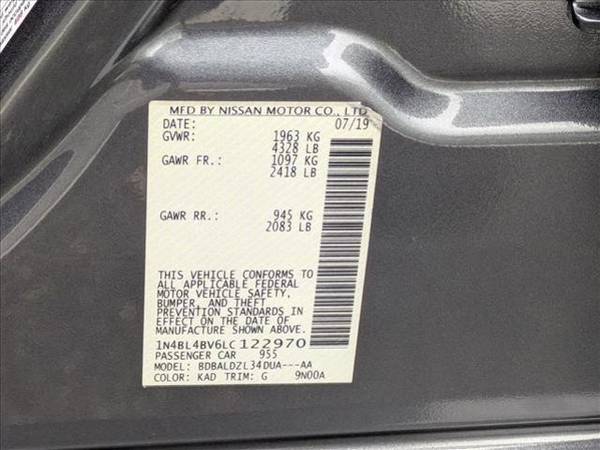 MFD BY NISSAN MOTOR CO., LTD
DATE: 07/19
GVWR: 1963 KG
4328 LB
GAWR FR.: 1097 KG
2418 LB
GAWR RR.: 945 KG
2083 LB
THIS VEHICLE CONFORMS TO
ALL APPLICABLE FEDERAL
MOTOR VEHICLE SAFETY,
BUMPER, AND THEFT
PREVENTION STANDARDS IN
EFFECT ON THE DATE OF
MANUFACTURE SHOWN ABOVE.
1N4BL4BV6LC122970
PASSENGER CAR 955
MODEL: BDBALDZL34DUA---AA
COLOR: KAD TRIM: G 9N00A